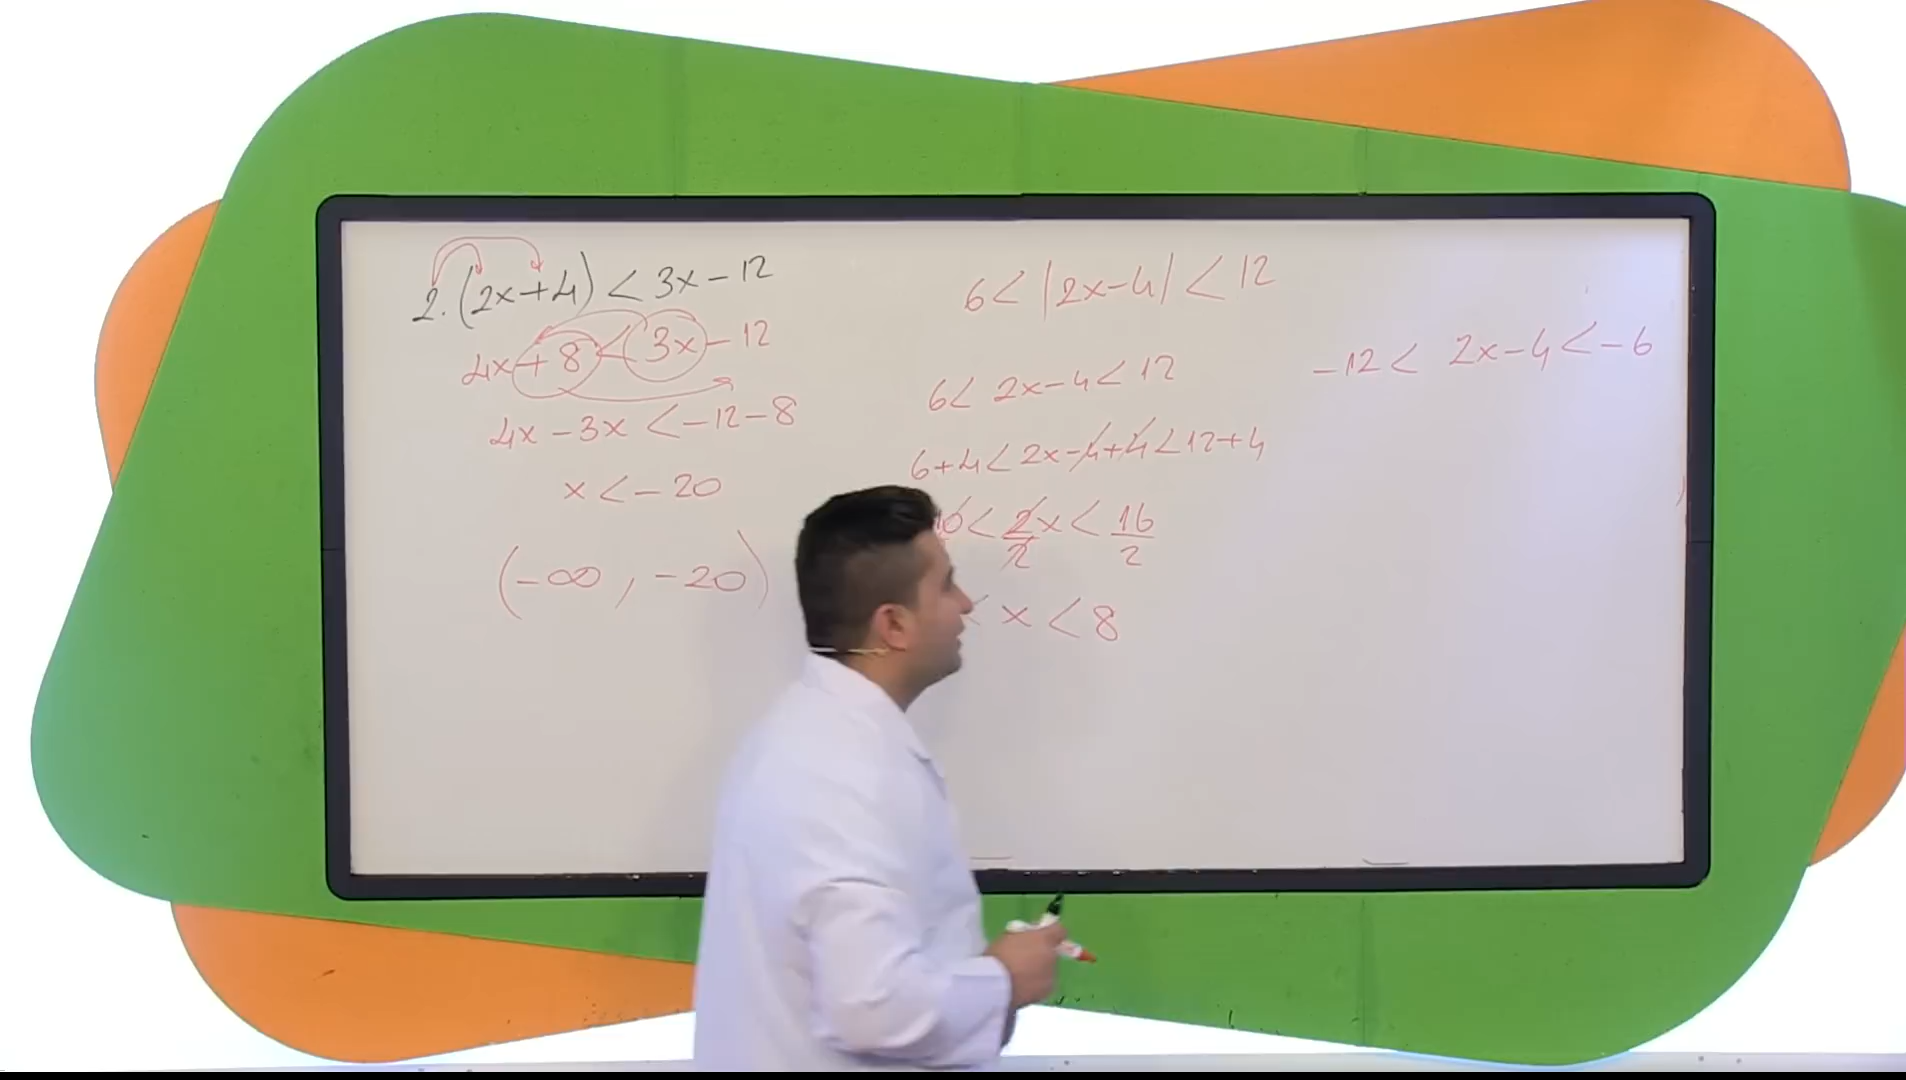 2.(2x+4) < 3x-12
4x+8 < 3x-12
4x-3x < -12-8
x < -20
(-∞, -20)
6 < |2x-4| < 12
6 < 2x-4 < 12
6+4 < 2x-4+4 < 12+4
10 < 2x/2 < 16/2
< x < 8
-12 < 2x-4 < -6